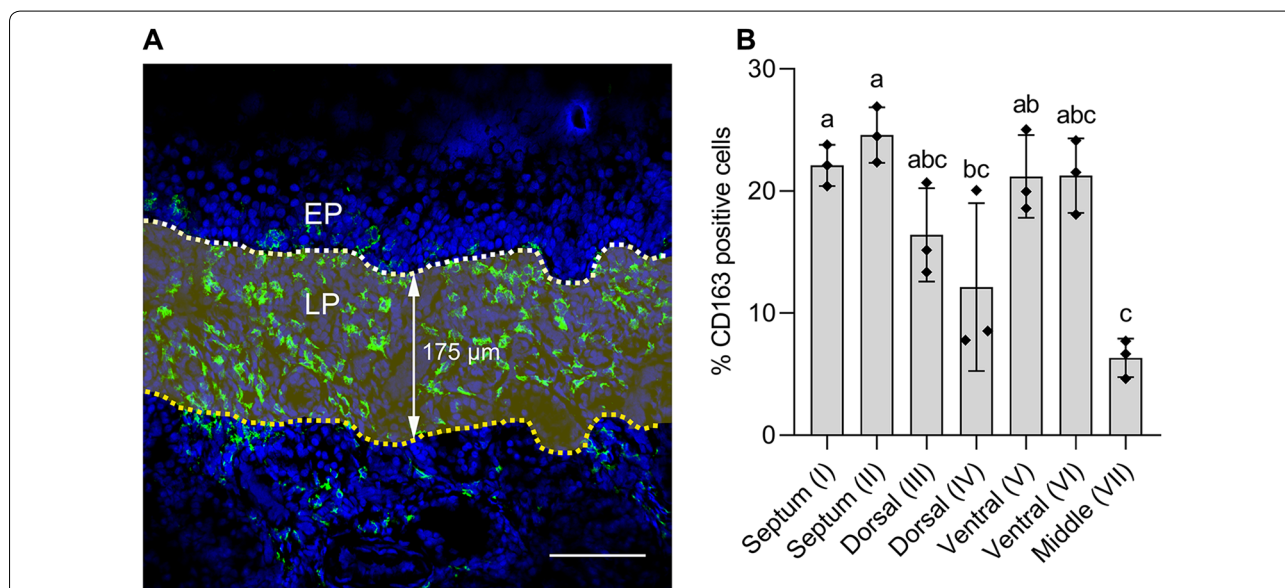 A
EP
LP
175 µm
B
% CD163 positive cells
30
20
10
0
a
a
abc
bc
ab
abc
c
Septum (I)
Septum (II)
Dorsal (III)
Dorsal (IV)
Ventral (V)
Ventral (VI)
Middle (VII)